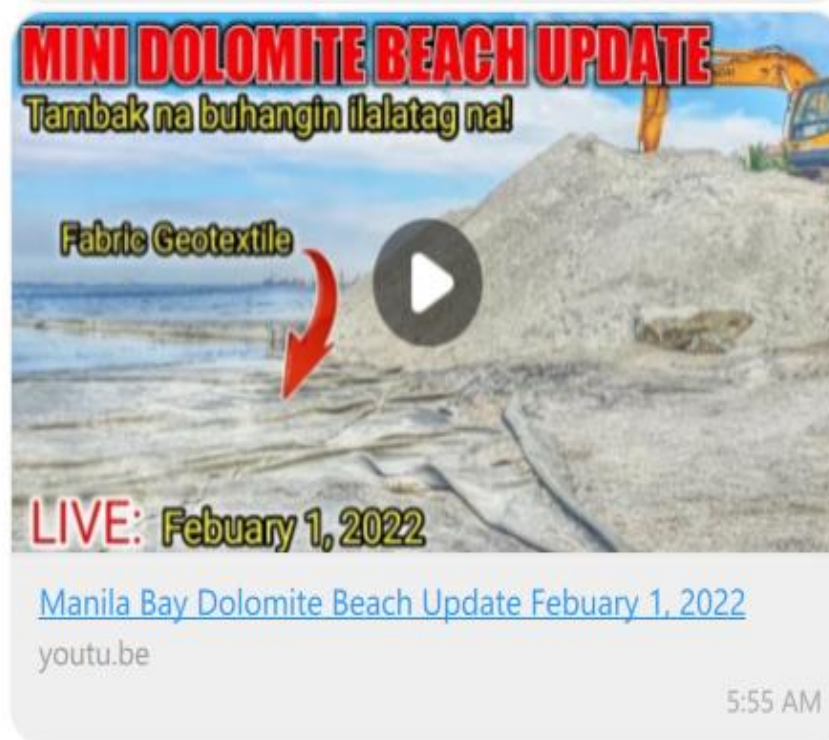 MINI DOLOMITE BEACH UPDATE
Tambak na buhangin ilalatag na!
Fabric Geotextile
LIVE: Febuary 1, 2022
Manila Bay Dolomite Beach Update Febuary 1, 2022
youtu.be
5:55 AM